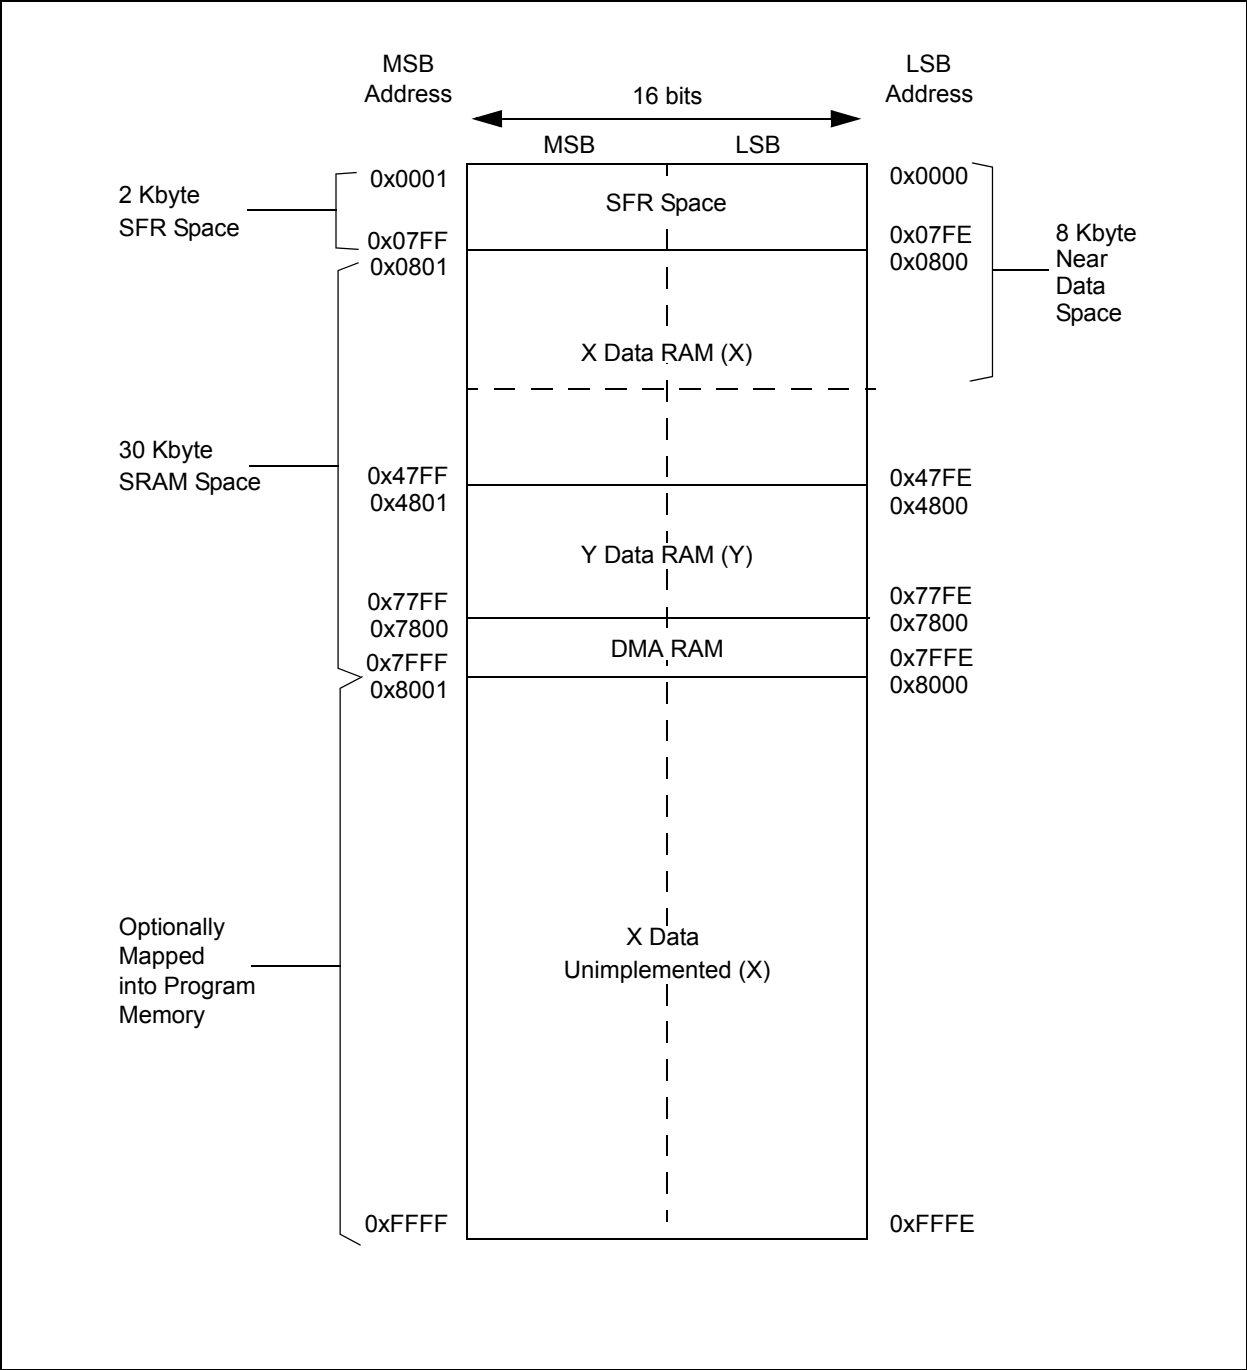 MSB
Address
LSB
Address
16 bits
MSB
LSB
2 Kbyte
SFR Space
0x0001
0x07FF
0x0801
SFR Space
0x0000
0x07FE
0x0800
8 Kbyte
Near
Data
Space
X Data RAM (X)
30 Kbyte
SRAM Space
0x47FF
0x4801
0x47FE
0x4800
Y Data RAM (Y)
0x77FF
0x7800
0x77FE
0x7800
DMA RAM
0x7FFF
0x8001
0x7FFE
0x8000
Optionally
Mapped
into Program
Memory
X Data
Unimplemented (X)
0xFFFF
0xFFFE